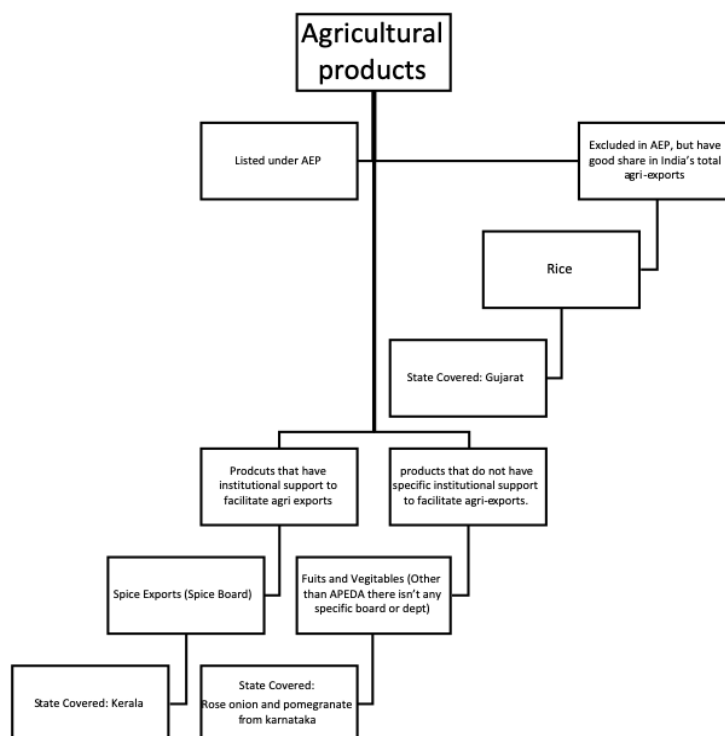 Agricultural
products
Listed under AEP
Excluded in AEP, but have
good share in India's total
agri-exports
Rice
State Covered: Gujarat
Prodcuts that have
institutional support to
facilitate agri exports
products that do not have
specific institutional support
to facilitate agri-exports.
Spice Exports (Spice Board)
Fuits and Vegitables (Other
than APEDA there isn't any
specific board or dept)
State Covered: Kerala
State Covered:
Rose onion and pomegranate
from karnataka